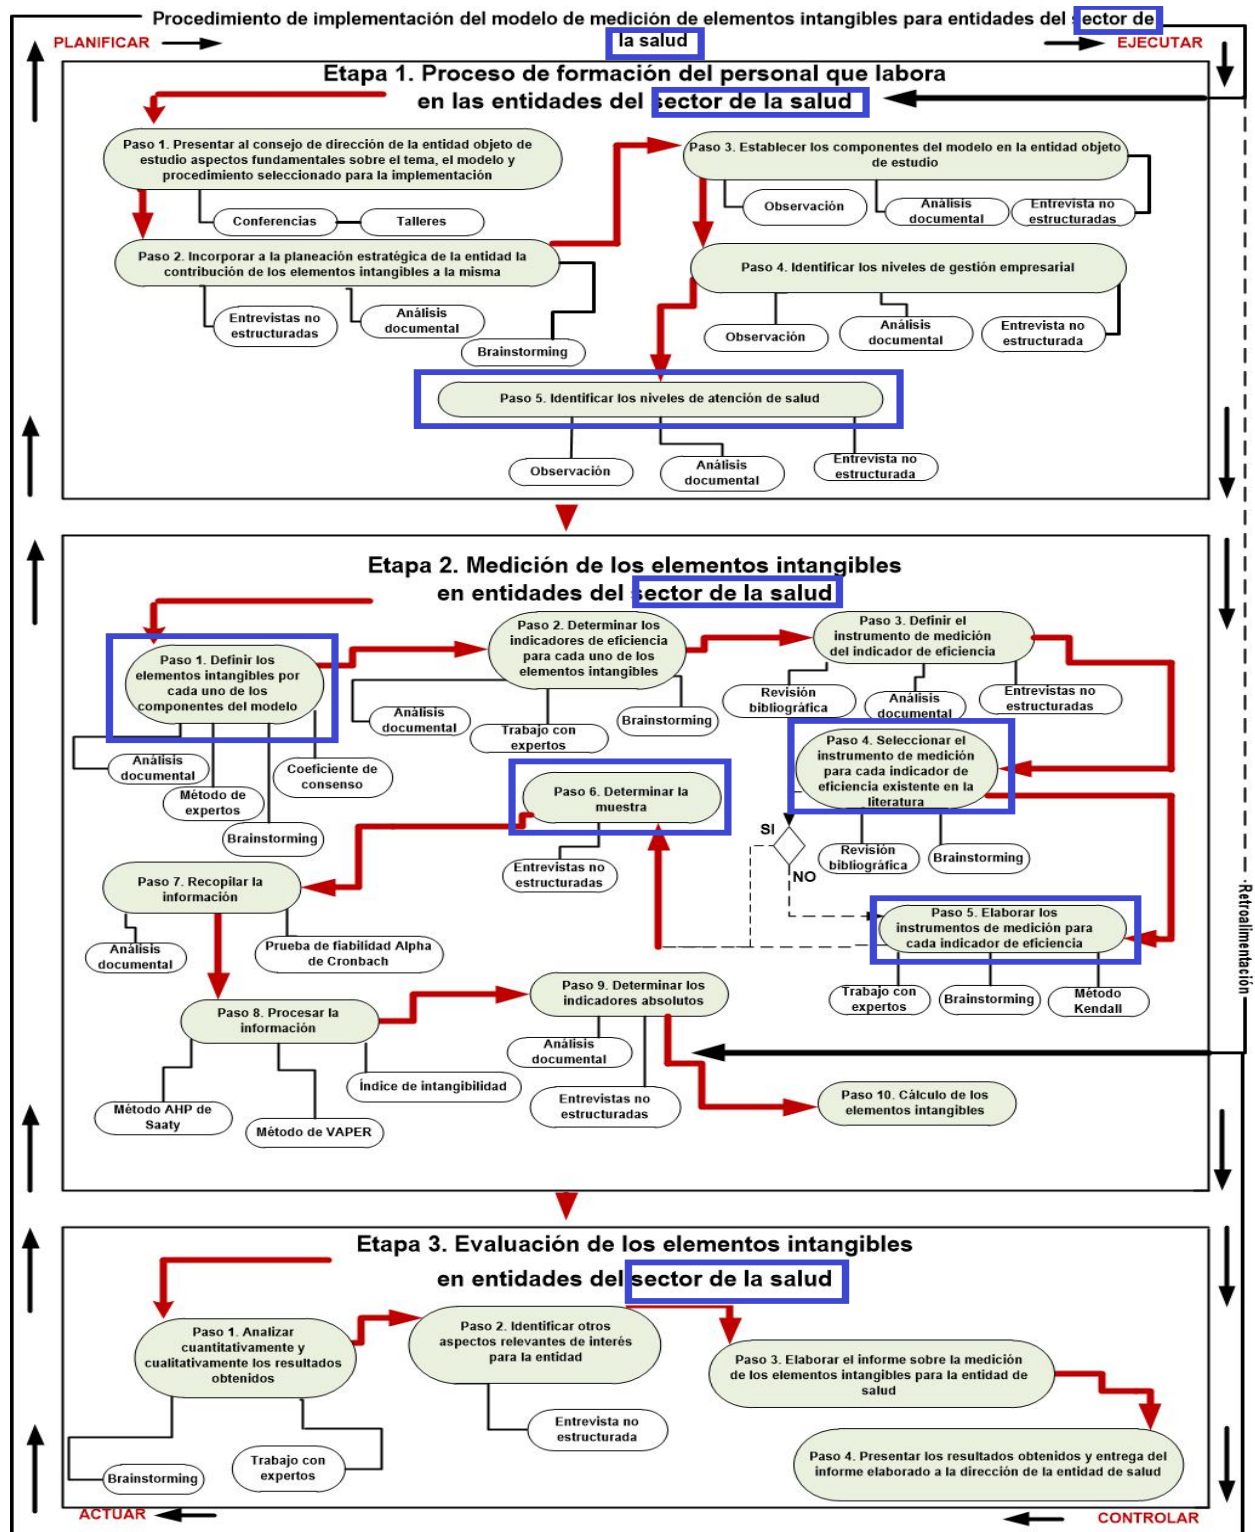 Procedimiento de implementación del modelo de medición de elementos intangibles para entidades del sector de
la salud
PLANIFICAR
EJECUTAR
Etapa 1. Proceso de formación del personal que labora
en las entidades del sector de la salud
Paso 1. Presentar al consejo de dirección de la entidad objeto de
estudio aspectos fundamentales sobre el tema, el modelo y
procedimiento seleccionado para la implementación
Conferencias
Talleres
Paso 2. Incorporar a la planeación estratégica de la entidad la
contribución de los elementos intangibles a la misma
Entrevistas no
estructuradas
Análisis
documental
Brainstorming
Paso 3. Establecer los componentes del modelo en la entidad objeto
de estudio
Observación
Análisis
documental
Entrevista no
estructuradas
Paso 4. Identificar los niveles de gestión empresarial
Observación
Análisis
documental
Entrevista no
estructurada
Paso 5. Identificar los niveles de atención de salud
Observación
Análisis
documental
Entrevista no
estructurada
Etapa 2. Medición de los elementos intangibles
en entidades del sector de la salud
Paso 1. Definir los
elementos intangibles por
cada uno de los
componentes del modelo
Análisis
documental
Método de
expertos
Brainstorming
Coeficiente de
consenso
Paso 2. Determinar los
indicadores de eficiencia
para cada uno de los
elementos intangibles
Análisis
documental
Trabajo con
expertos
Brainstorming
Paso 3. Definir el
instrumento de medición
del indicador de eficiencia
Revisión
bibliográfica
Análisis
documental
Entrevistas no
estructuradas
Paso 4. Seleccionar el
instrumento de medición
para cada indicador de
eficiencia existente en la
literatura
SI
NO
Revisión
bibliográfica
Brainstorming
Paso 5. Elaborar los
instrumentos de medición para
cada indicador de eficiencia
Trabajo con
expertos
Brainstorming
Método
Kendall
Paso 6. Determinar la
muestra
Entrevistas no
estructuradas
Paso 7. Recopilar la
información
Análisis
documental
Prueba de fiabilidad Alpha
de Cronbach
Paso 8. Procesar la
información
Método AHP de
Saaty
Método de VAPER
Índice de intangibilidad
Paso 9. Determinar los
indicadores absolutos
Análisis
documental
Entrevistas no
estructuradas
Paso 10. Cálculo de los
elementos intangibles
Retroalimentación
Etapa 3. Evaluación de los elementos intangibles
en entidades del sector de la salud
Paso 1. Analizar
cuantitativamente y
cualitativamente los resultados
obtenidos
Brainstorming
Trabajo con
expertos
Paso 2. Identificar otros
aspectos relevantes de interés
para la entidad
Entrevista no
estructurada
Paso 3. Elaborar el informe sobre la medición
de los elementos intangibles para la entidad de
salud
Paso 4. Presentar los resultados obtenidos y entrega del
informe elaborado a la dirección de la entidad de salud
ACTUAR
CONTROLAR